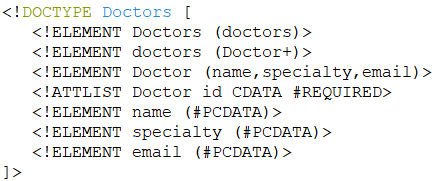 <!DOCTYPE Doctors [
<!ELEMENT Doctors (doctors)>
<!ELEMENT doctors (Doctor+)>
<!ELEMENT Doctor (name,specialty,email)>
<!ATTLIST Doctor id CDATA #REQUIRED>
<!ELEMENT name (#PCDATA)>
<!ELEMENT specialty (#PCDATA)>
<!ELEMENT email (#PCDATA)>
]>